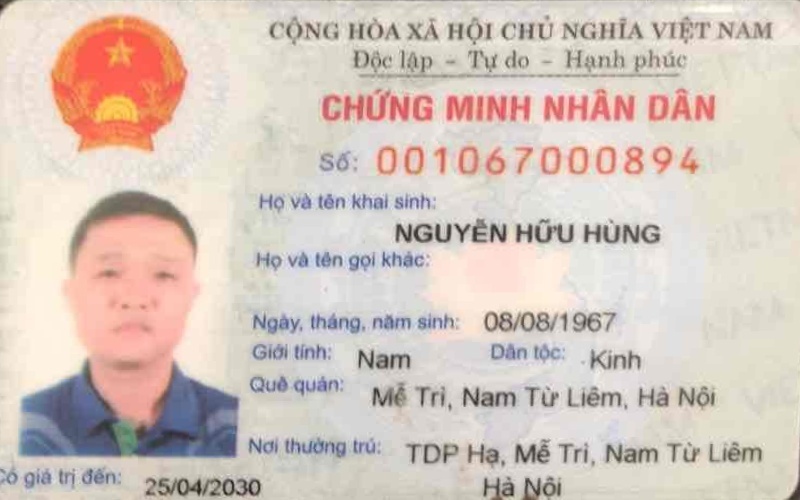 CỘNG HÒA XÃ HỘI CHỦ NGHĨA VIỆT NAM
Độc lập - Tự do - Hạnh phúc
CHỨNG MINH NHÂN DÂN
Số: 001067000894
Họ và tên khai sinh:
NGUYỄN HỮU HÙNG
Họ và tên gọi khác:
Ngày, tháng, năm sinh: 08/08/1967
Giới tính: Nam Dân tộc: Kinh
Quê quán: Mễ Trì, Nam Từ Liêm, Hà Nội
Nơi thường trú: TDP Hạ, Mễ Trì, Nam Từ Liêm
Hà Nội
Có giá trị đến: 25/04/2030